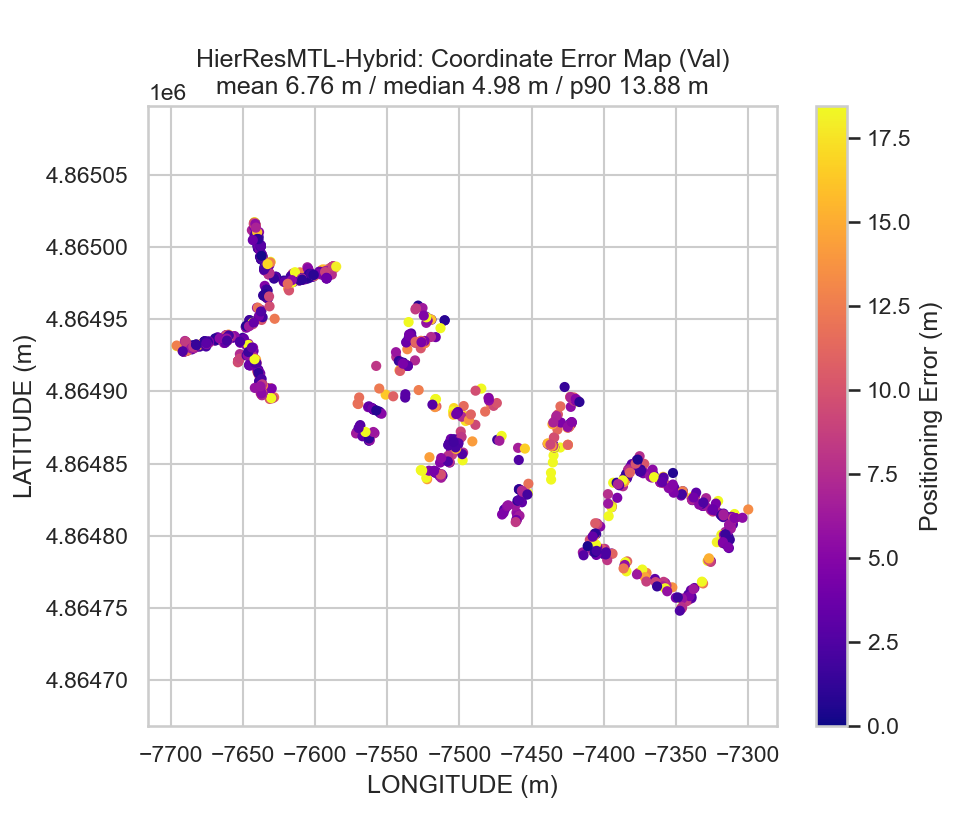 HierResMTL-Hybrid: Coordinate Error Map (Val)
mean 6.76 m / median 4.98 m / p90 13.88 m
1e6
4.86505
4.86500
4.86495
4.86490
4.86485
4.86480
4.86475
4.86470
LATITUDE (m)
−7700 −7650 −7600 −7550 −7500 −7450 −7400 −7350 −7300
LONGITUDE (m)
17.5
15.0
12.5
10.0
7.5
5.0
2.5
0.0
Positioning Error (m)